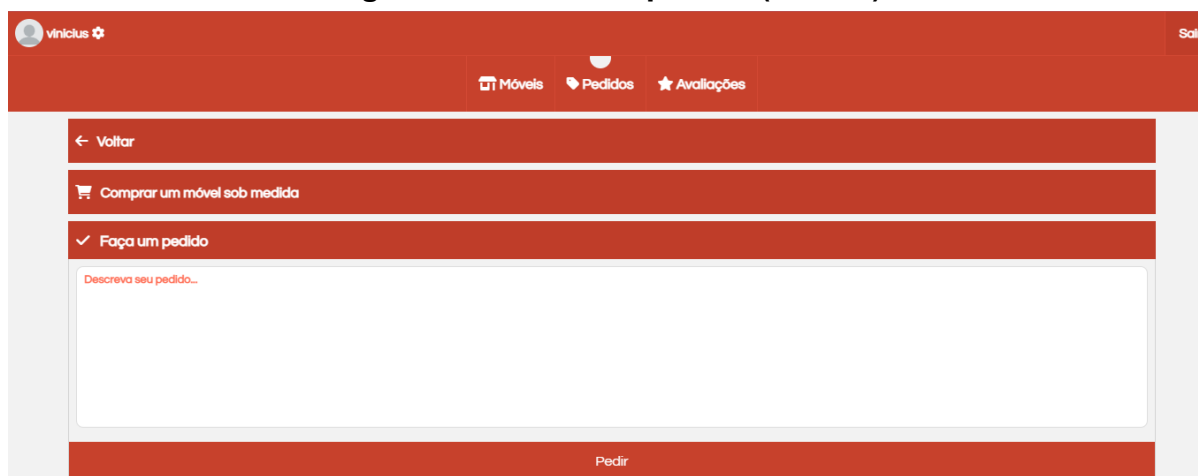 vinicius
Móveis Pedidos Avaliações
← Voltar
Comprar um móvel sob medida
Faça um pedido
Descreva seu pedido...
Pedir